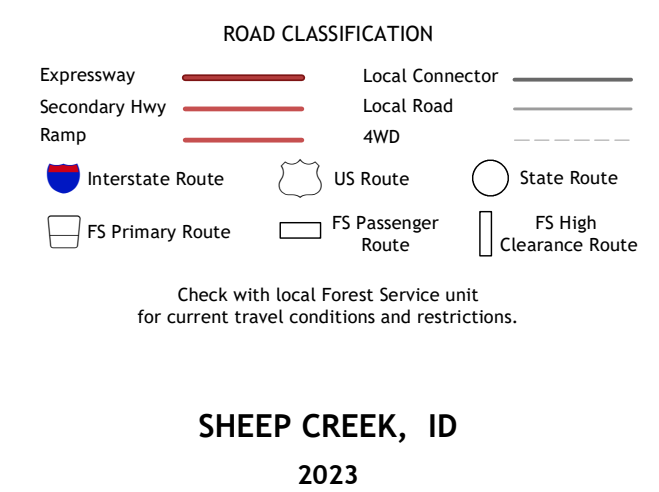 ROAD CLASSIFICATION
Expressway
Local Connector
Secondary Hwy
Local Road
Ramp
4WD
Interstate Route
US Route
State Route
FS Primary Route
FS Passenger
Route
FS High
Clearance Route
Check with local Forest Service unit
for current travel conditions and restrictions.
SHEEP CREEK, ID
2023